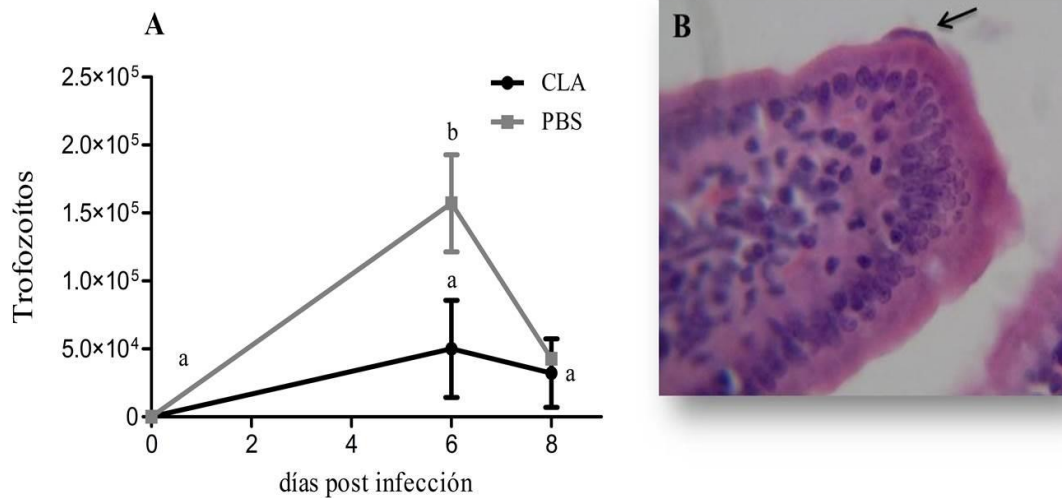 A
2.5×10⁵
2.0×10⁵
1.5×10⁵
1.0×10⁵
5.0×10⁴
0
Trofozoítos
CLA
PBS
b
a
a
a
0 2 4 6 8
días post infección
B